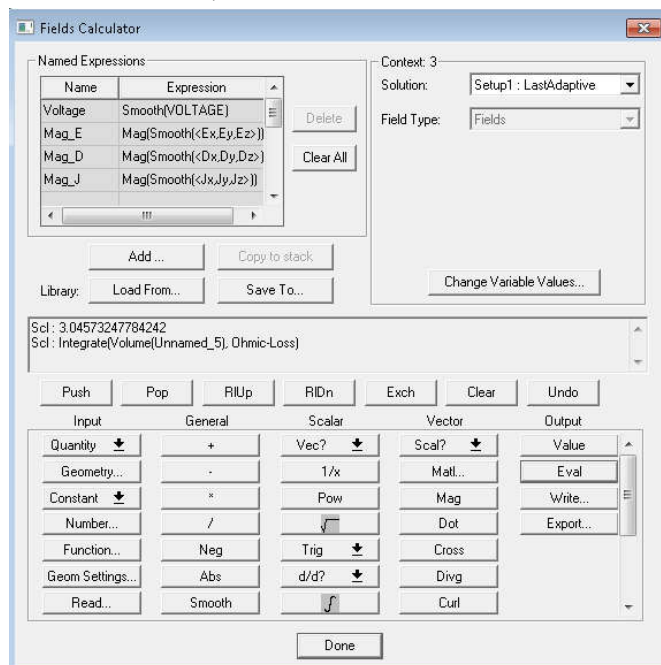 Fields Calculator
Named Expressions
Name Expression
Voltage Smooth(VOLTAGE)
Mag_E Mag(Smooth(<Ex,Ey,Ez>))
Mag_D Mag(Smooth(<Dx,Dy,Dz>)
Mag_J Mag(Smooth(<Jx,Jy,Jz>))
Delete
Clear All
Context: 3
Solution: Setup1 : LastAdaptive
Field Type: Fields
Add ... Copy to stack
Library: Load From... Save To...
Change Variable Values...
Scl : 3.04573247784242
Scl : Integrate(Volume(Unnamed_5), Ohmic-Loss)
Push Pop RlUp RlDn Exch Clear Undo
Input General Scalar Vector Output
Quantity + Vec? Scal? Value
Geometry... - 1/x Matl... Eval
Constant * Pow Mag Write...
Number... / √ Dot Export...
Function... Neg Trig Cross
Geom Settings... Abs d/d? Divg
Read... Smooth ∫ Curl
Done